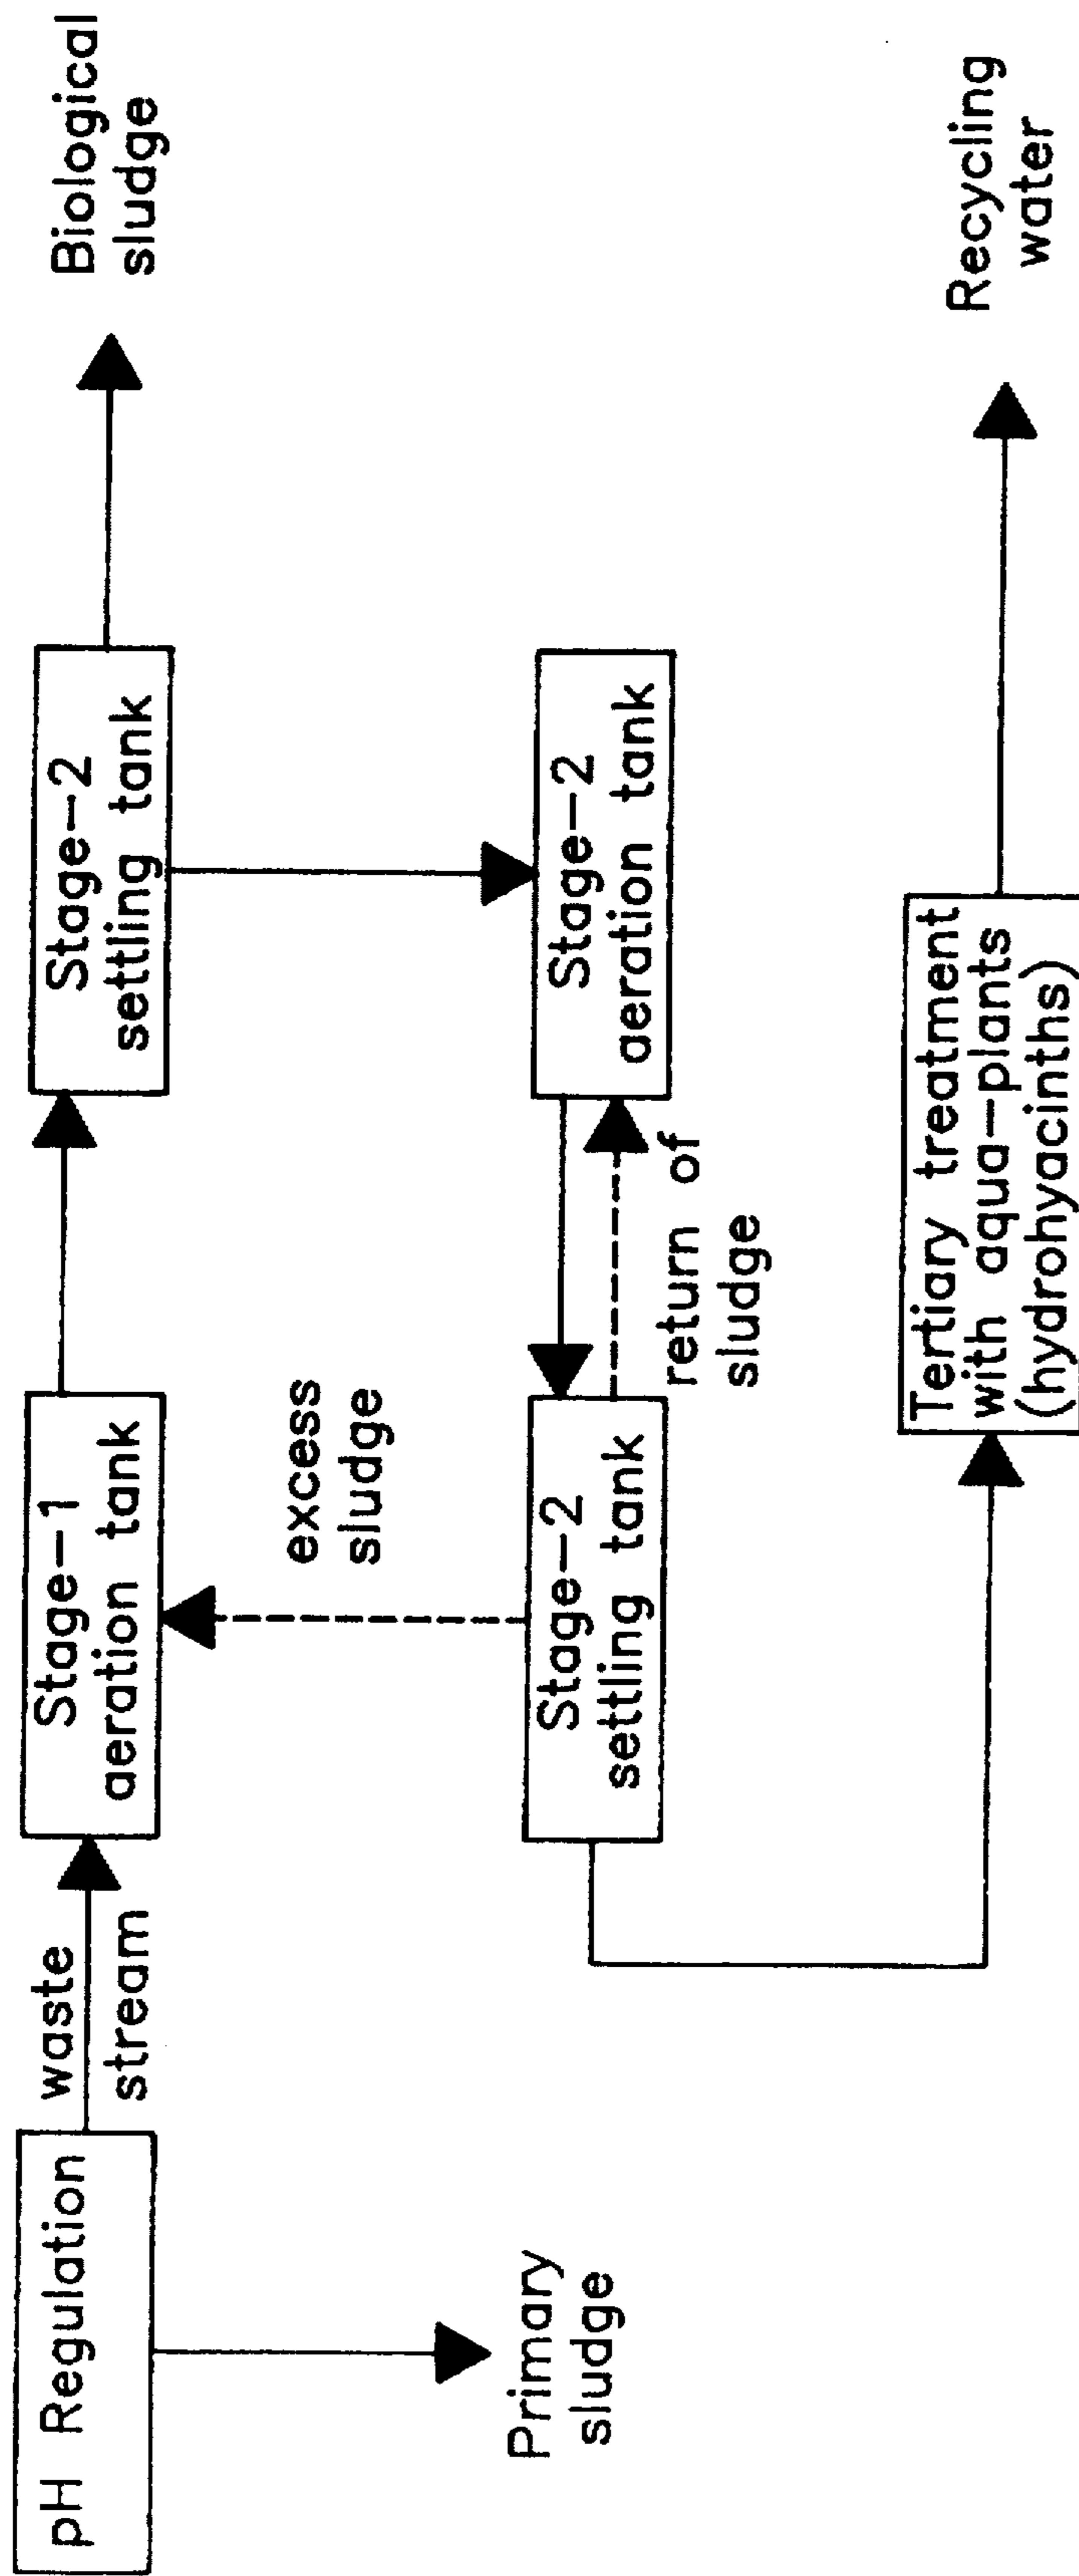 pH Regulation
waste
stream
Stage-1
aeration tank
Stage-2
settling tank
Biological
sludge
Primary
sludge
excess
sludge
Stage-2
settling tank
return of
sludge
Stage-2
aeration tank
Tertiary treatment
with aqua-plants
(hydrohyacinths)
Recycling
water